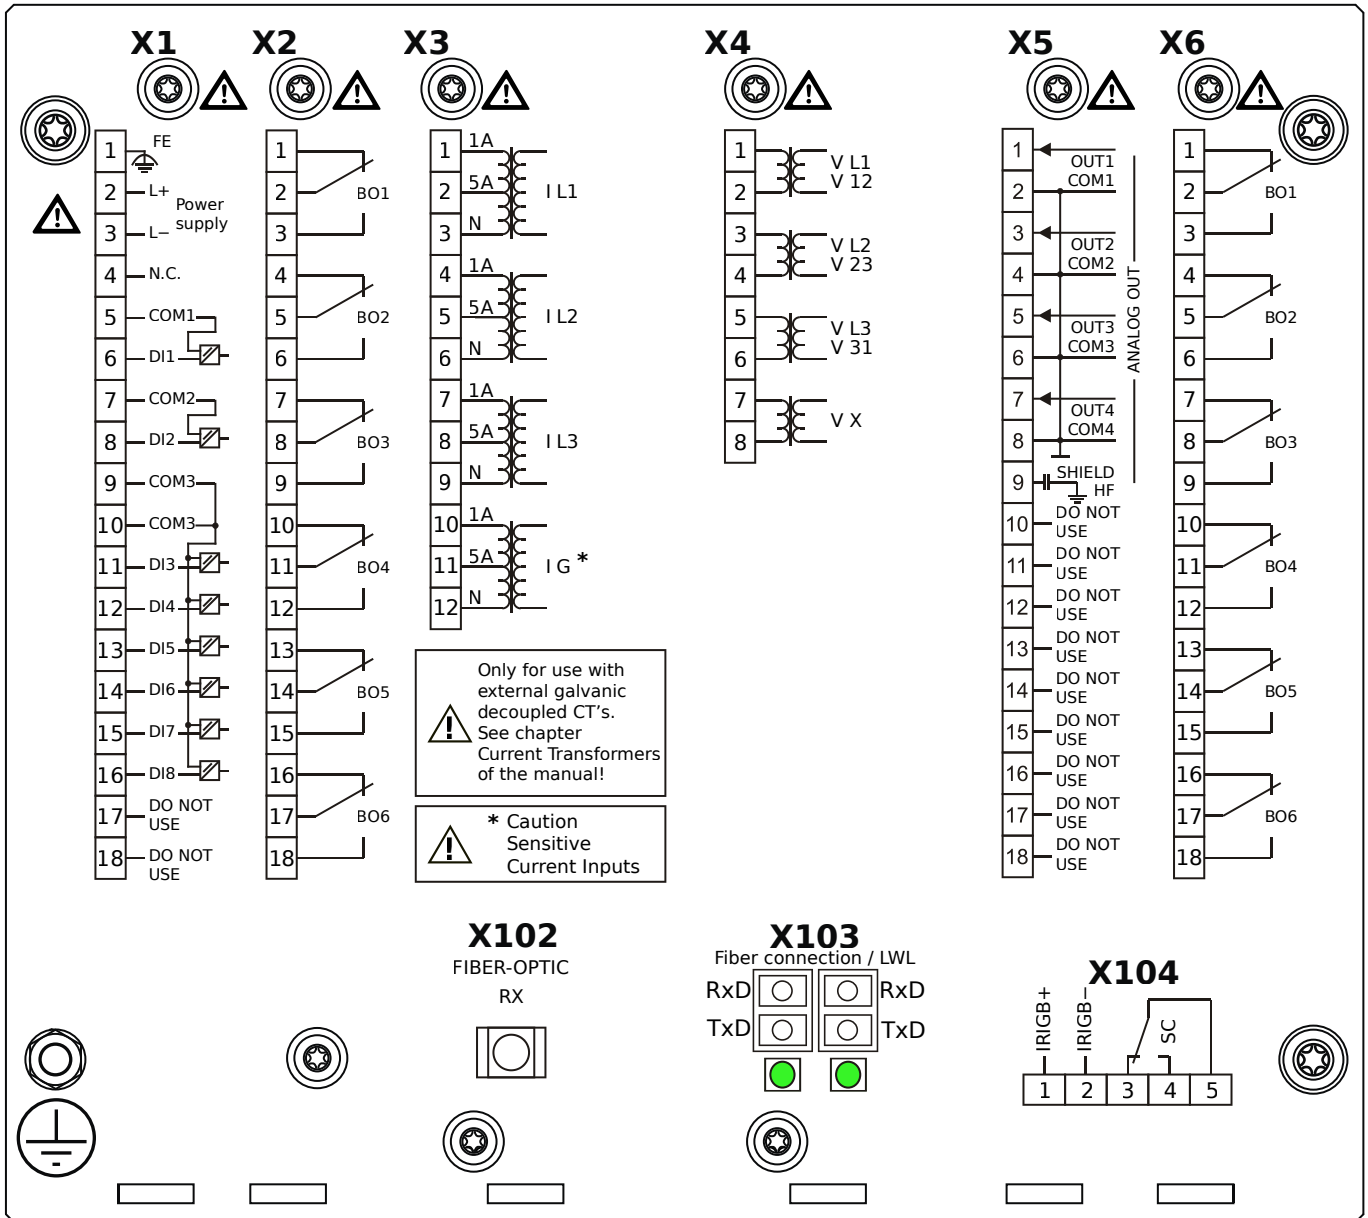 X1
X2
X3
X4
X5
X6
1
FE
2
L+
Power
supply
3
L−
4
N.C.
5
COM1
6
DI1
7
COM2
8
DI2
9
COM3
10
COM3
11
DI3
12
DI4
13
DI5
14
DI6
15
DI7
16
DI8
17
DO NOT
USE
18
DO NOT
USE
1
2
BO1
3
4
5
BO2
6
7
8
BO3
9
10
11
BO4
12
13
14
BO5
15
16
17
BO6
18
1
1A
2
5A
I L1
3
N
4
1A
5
5A
I L2
6
N
7
1A
8
5A
I L3
9
N
10
1A
11
5A
I G *
12
N
Only for use with
external galvanic
decoupled CT's.
See chapter
Current Transformers
of the manual!
* Caution
Sensitive
Current Inputs
1
2
V L1
V 12
3
4
V L2
V 23
5
6
V L3
V 31
7
8
V X
1
OUT1
2
COM1
3
OUT2
4
COM2
5
OUT3
6
COM3
7
OUT4
8
COM4
ANALOG OUT
9
SHIELD
HF
10
DO NOT
USE
11
DO NOT
USE
12
DO NOT
USE
13
DO NOT
USE
14
DO NOT
USE
15
DO NOT
USE
16
DO NOT
USE
17
DO NOT
USE
18
DO NOT
USE
1
2
BO1
3
4
5
BO2
6
7
8
BO3
9
10
11
BO4
12
13
14
BO5
15
16
17
BO6
18
X102
FIBER-OPTIC
RX
X103
Fiber connection / LWL
RxD
RxD
TxD
TxD
X104
IRIGB+
IRIGB−
SC
1 2 3 4 5